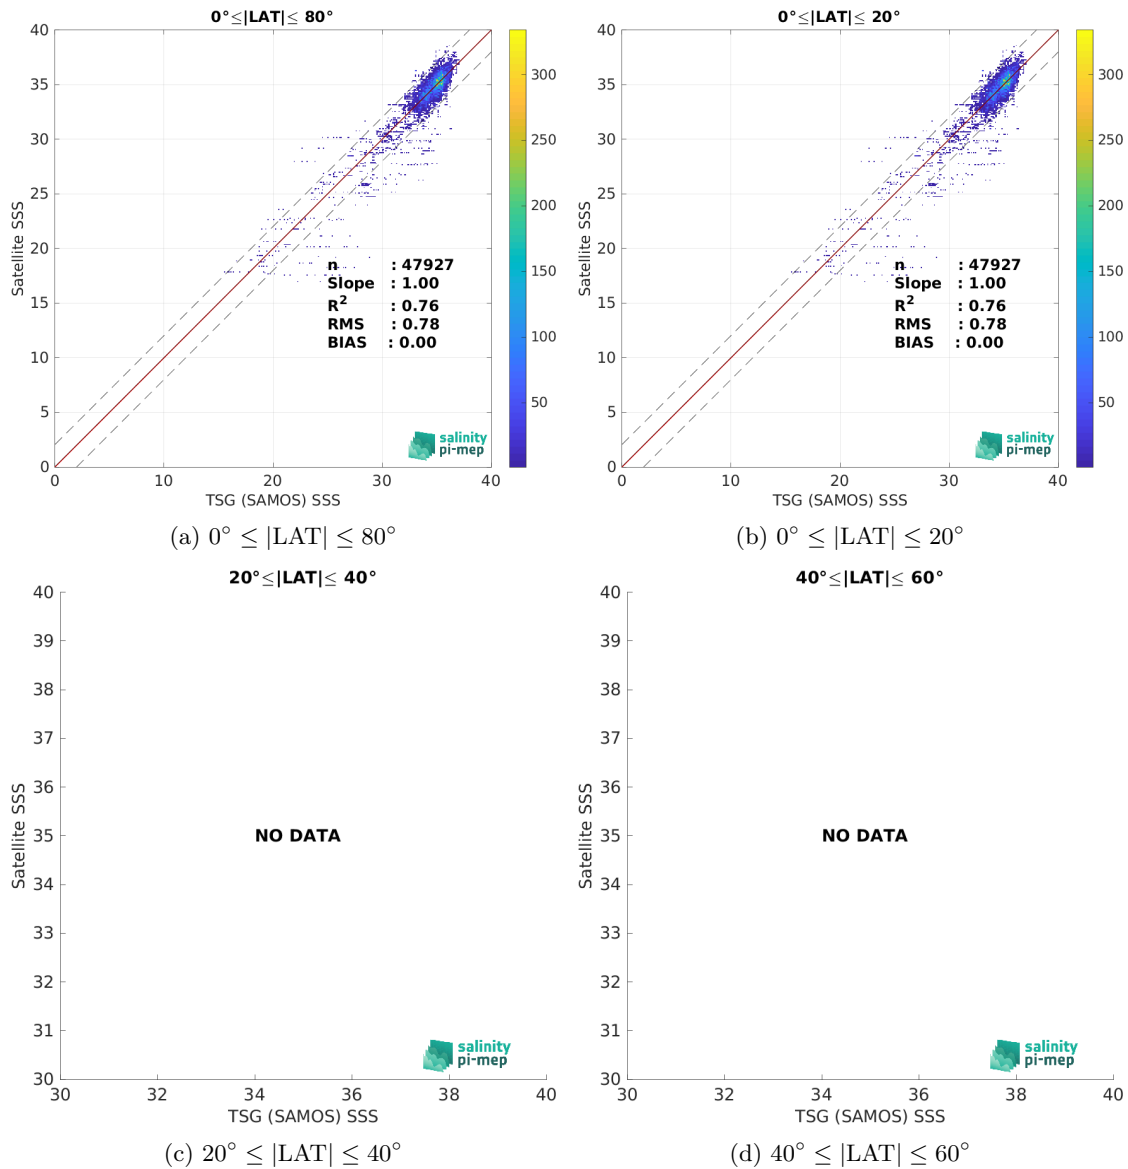 0°≤|LAT|≤ 80°
40
35
30
25
20
15
10
5
0
Satellite SSS
0
10
20
30
40
TSG (SAMOS) SSS
300
250
200
150
100
50
n : 47927
Slope : 1.00
R² : 0.76
RMS : 0.78
BIAS : 0.00
salinity
pi-mep
(a) 0° ≤ |LAT| ≤ 80°
0°≤|LAT|≤ 20°
40
35
30
25
20
15
10
5
0
Satellite SSS
0
10
20
30
40
TSG (SAMOS) SSS
300
250
200
150
100
50
n : 47927
Slope : 1.00
R² : 0.76
RMS : 0.78
BIAS : 0.00
salinity
pi-mep
(b) 0° ≤ |LAT| ≤ 20°
20°≤|LAT|≤ 40°
40
39
38
37
36
35
34
33
32
31
30
Satellite SSS
NO DATA
30
32
34
36
38
40
TSG (SAMOS) SSS
salinity
pi-mep
(c) 20° ≤ |LAT| ≤ 40°
40°≤|LAT|≤ 60°
40
39
38
37
36
35
34
33
32
31
30
Satellite SSS
NO DATA
30
32
34
36
38
40
TSG (SAMOS) SSS
salinity
pi-mep
(d) 40° ≤ |LAT| ≤ 60°